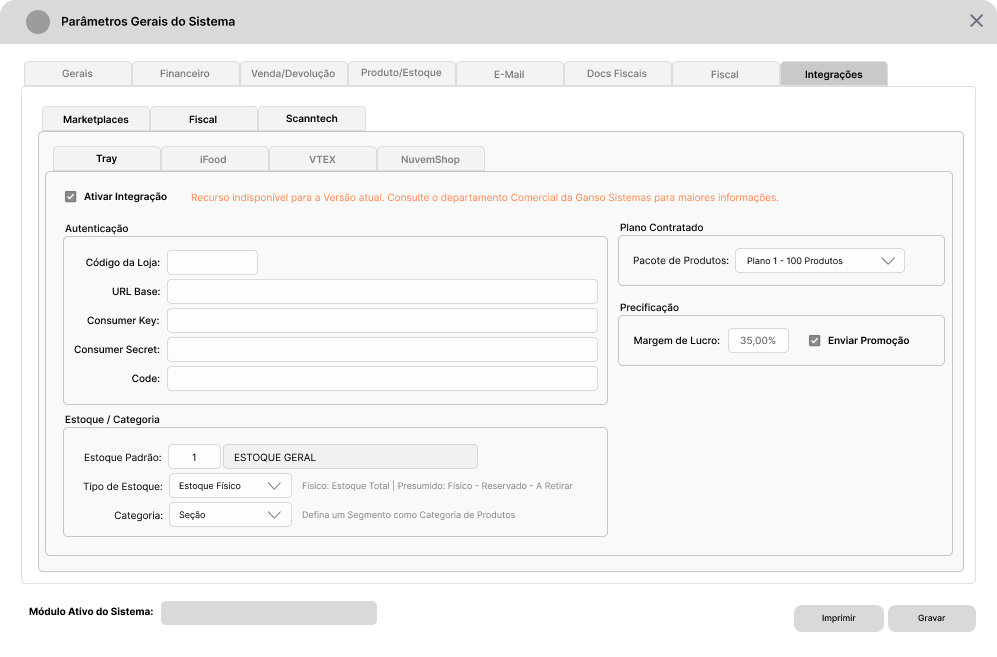 Parâmetros Gerais do Sistema
Gerais
Financeiro
Venda/Devolução
Produto/Estoque
E-Mail
Docs Fiscais
Fiscal
Integrações
Marketplaces
Fiscal
Scanntech
Tray
iFood
VTEX
NuvemShop
Ativar Integração
Recurso indisponível para a Versão atual. Consulte o departamento Comercial da Ganso Sistemas para maiores informações.
Autenticação
Código da Loja:
URL Base:
Consumer Key:
Consumer Secret:
Code:
Plano Contratado
Pacote de Produtos: Plano 1 - 100 Produtos
Precificação
Margem de Lucro: 35,00% Enviar Promoção
Estoque / Categoria
Estoque Padrão: 1 ESTOQUE GERAL
Tipo de Estoque: Estoque Físico Físico: Estoque Total | Presumido: Físico - Reservado - A Retirar
Categoria: Seção Defina um Segmento como Categoria de Produtos
Módulo Ativo do Sistema:
Imprimir
Gravar